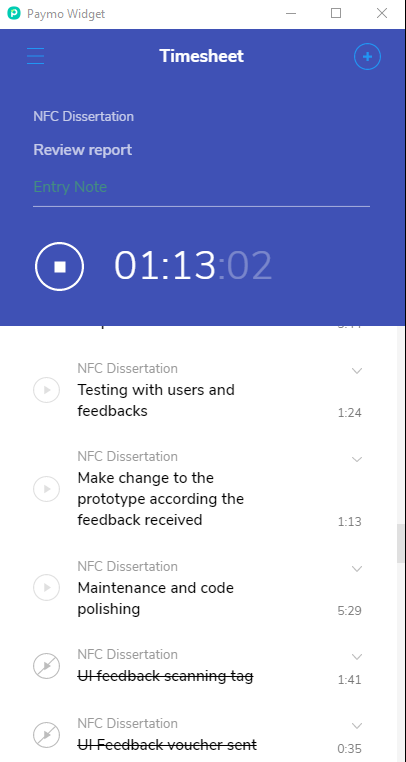 Paymo Widget
Timesheet
NFC Dissertation
Review report
Entry Note
01:13:02
NFC Dissertation
Testing with users and
feedbacks
1:24
NFC Dissertation
Make change to the
prototype according the
feedback received
1:13
NFC Dissertation
Maintenance and code
polishing
5:29
NFC Dissertation
UI feedback scanning tag
1:41
NFC Dissertation
UI Feedback voucher sent
0:35